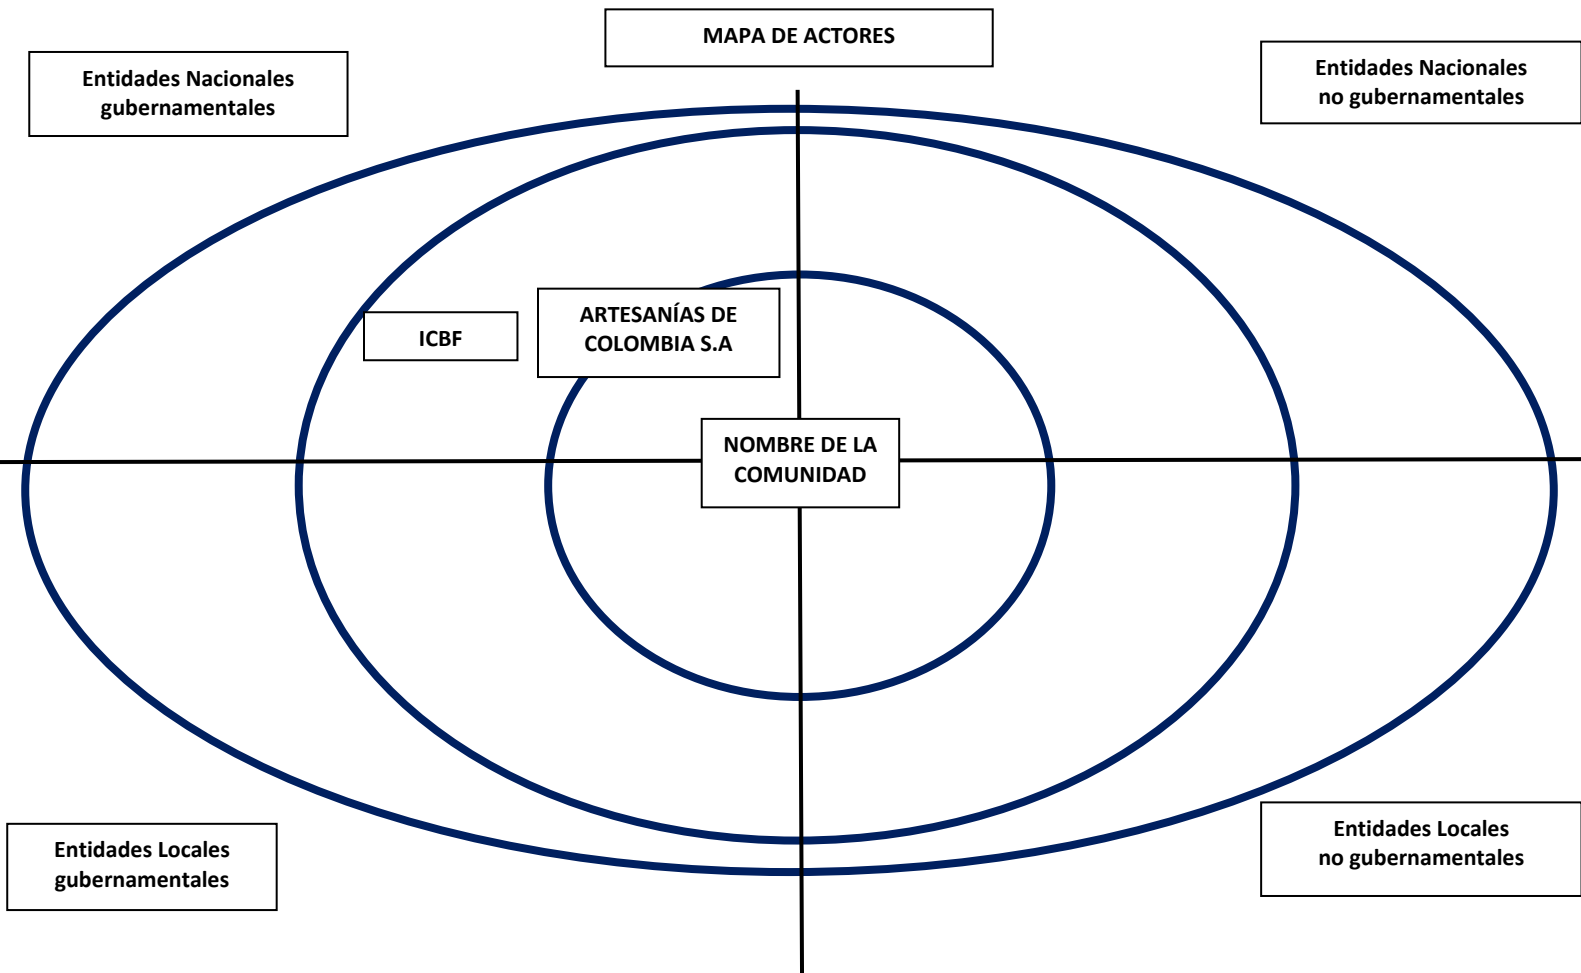 MAPA DE ACTORES
Entidades Nacionales
gubernamentales
Entidades Nacionales
no gubernamentales
ICBF
ARTESANÍAS DE
COLOMBIA S.A
NOMBRE DE LA
COMUNIDAD
Entidades Locales
gubernamentales
Entidades Locales
no gubernamentales